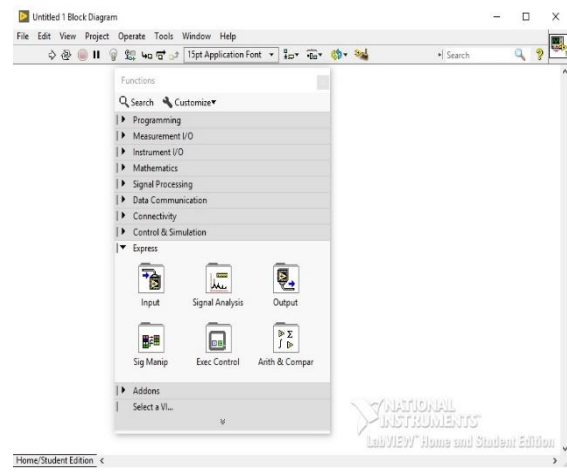 Untitled 1 Block Diagram
File Edit View Project Operate Tools Window Help
15pt Application Font
Search
Functions
Search Customize
Programming
Measurement I/O
Instrument I/O
Mathematics
Signal Processing
Data Communication
Connectivity
Control & Simulation
Express
Input Signal Analysis Output
Sig Manip Exec Control Arith & Compar
Addons
Select a VI...
NATIONAL
INSTRUMENTS
LabVIEW™ Home and Student Edition
Home/Student Edition